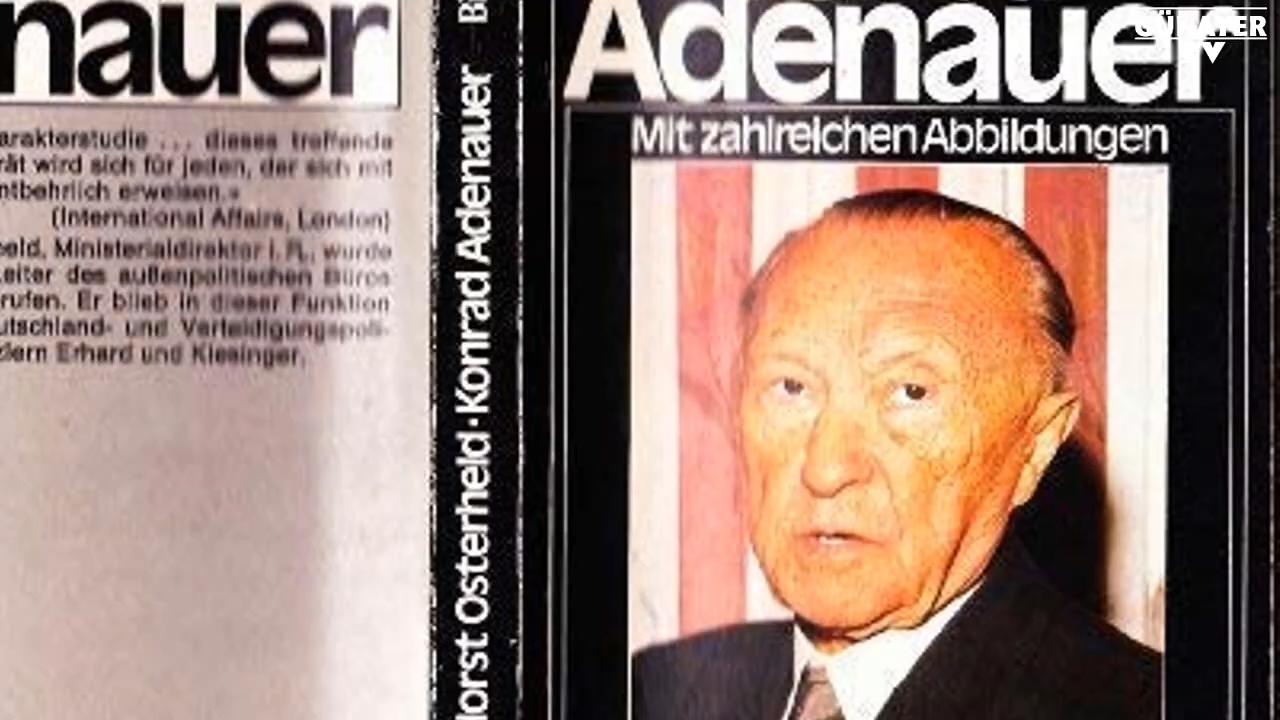 nauer
arakterstudie ... dieses treffende
rät wird sich für jeden, der sich mit
ntbehrlich erweisen.«
(International Affairs, London)
eld, Ministerialdirektor i. R., wurde
Leiter des außenpolitischen Büros
rufen. Er blieb in dieser Funktion
utschland- und Verteidigungspoli-
zlern Erhard und Kiesinger.
Horst Osterheld · Konrad Adenauer
Adenauer
Mit zahlreichen Abbildungen